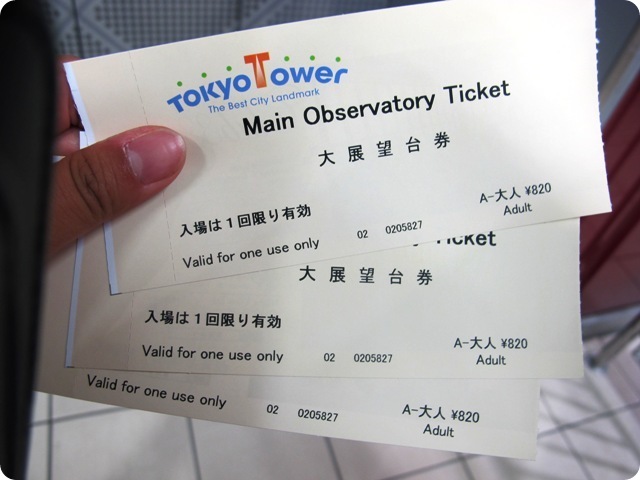 TOKYO TOWER
The Best City Landmark
Main Observatory Ticket
大展望台券
入場は1回限り有効
A-大人 ¥820
Valid for one use only 02 0205827 Adult
Ticket
大展望台券
入場は1回限り有効
A-大人 ¥820
Valid for one use only 02 0205827 Adult
A-大人 ¥820
Valid for one use only 02 0205827 Adult